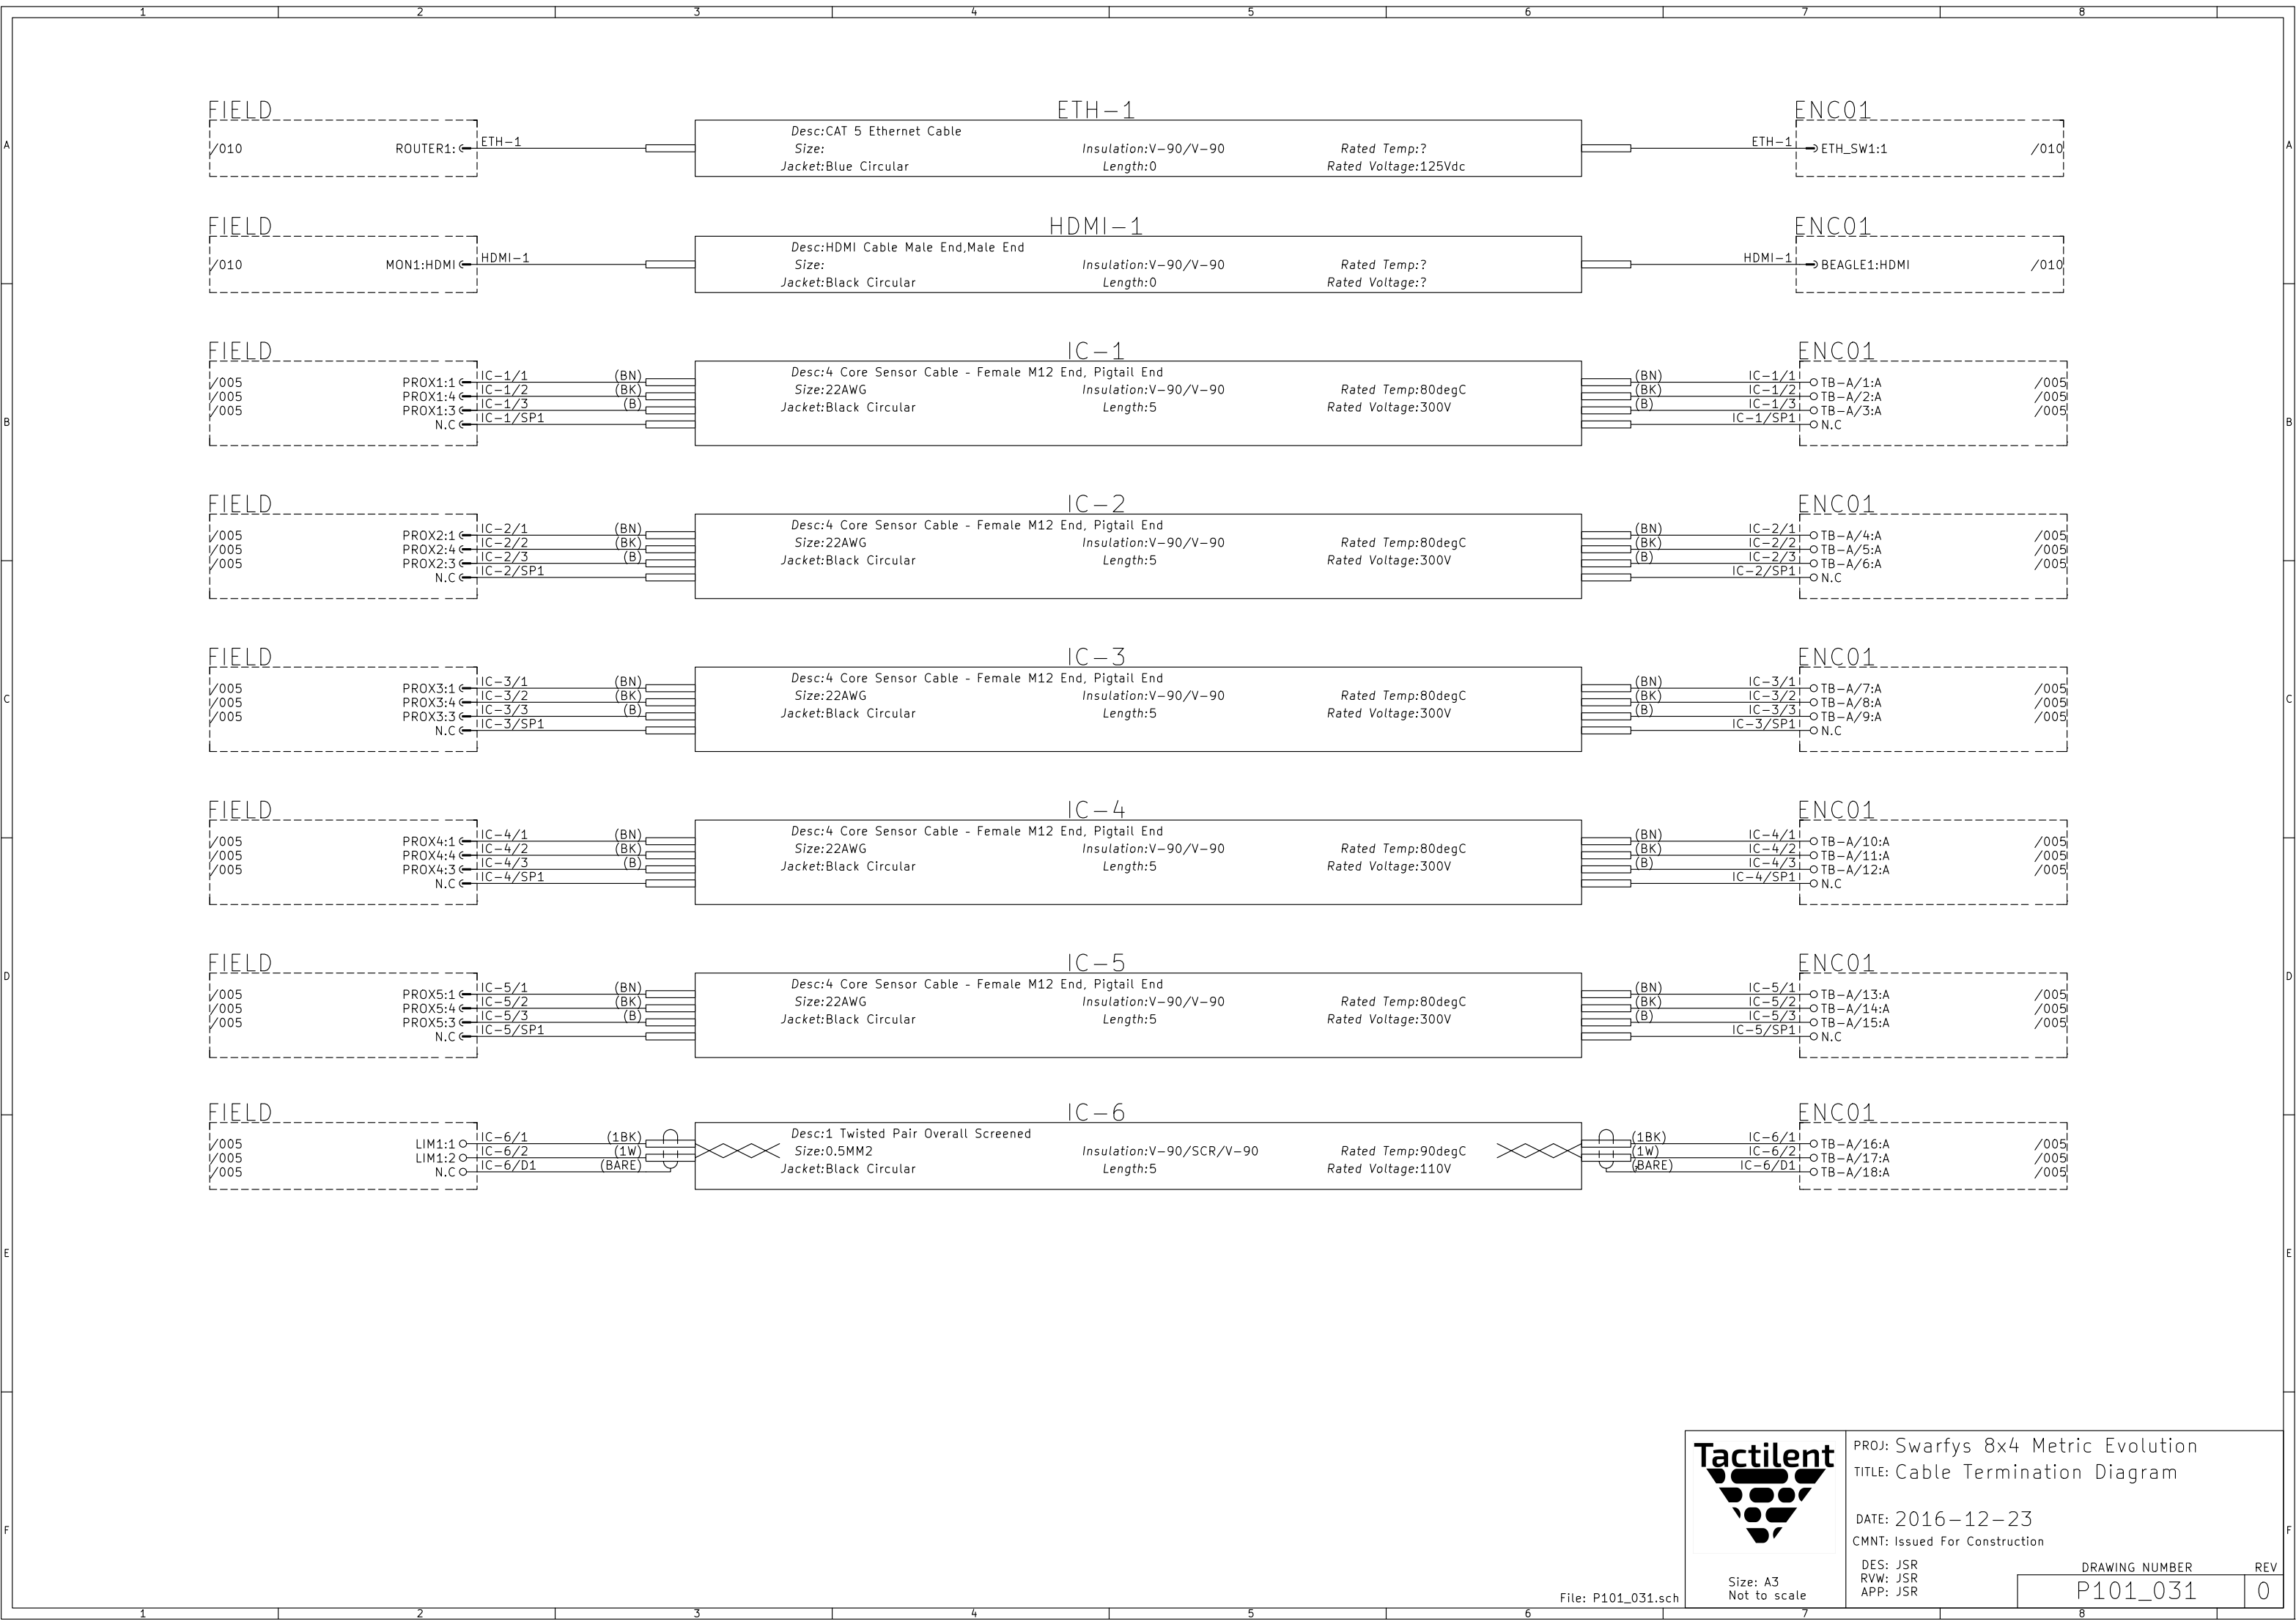 1 2 3 4 5 6 7 8
FIELD ETH-1 ENC01
Desc:CAT 5 Ethernet Cable
A /010 ROUTER1: ETH-1 Size: Insulation:V-90/V-90 Rated Temp:? ETH-1 ETH_SW1:1 /010 A
Jacket:Blue Circular Length:0 Rated Voltage:125Vdc
FIELD HDMI-1 ENC01
Desc:HDMI Cable Male End,Male End
/010 MON1:HDMI HDMI-1 Size: Insulation:V-90/V-90 Rated Temp:? HDMI-1 BEAGLE1:HDMI /010
Jacket:Black Circular Length:0 Rated Voltage:?
FIELD IC-1 ENC01
Desc:4 Core Sensor Cable - Female M12 End, Pigtail End
/005 PROX1:1 IC-1/1 (BN) Size:22AWG Insulation:V-90/V-90 Rated Temp:80degC (BN) IC-1/1 TB-A/1:A /005
/005 PROX1:4 IC-1/2 (BK) (BK) IC-1/2 TB-A/2:A /005
/005 PROX1:3 IC-1/3 (B) Jacket:Black Circular Length:5 Rated Voltage:300V (B) IC-1/3 TB-A/3:A /005
B N.C IC-1/SP1 IC-1/SP1 N.C B
FIELD IC-2 ENC01
Desc:4 Core Sensor Cable - Female M12 End, Pigtail End
/005 PROX2:1 IC-2/1 (BN) Size:22AWG Insulation:V-90/V-90 Rated Temp:80degC (BN) IC-2/1 TB-A/4:A /005
/005 PROX2:4 IC-2/2 (BK) (BK) IC-2/2 TB-A/5:A /005
/005 PROX2:3 IC-2/3 (B) Jacket:Black Circular Length:5 Rated Voltage:300V (B) IC-2/3 TB-A/6:A /005
N.C IC-2/SP1 IC-2/SP1 N.C
FIELD IC-3 ENC01
Desc:4 Core Sensor Cable - Female M12 End, Pigtail End
/005 PROX3:1 IC-3/1 (BN) Size:22AWG Insulation:V-90/V-90 Rated Temp:80degC (BN) IC-3/1 TB-A/7:A /005
C /005 PROX3:4 IC-3/2 (BK) (BK) IC-3/2 TB-A/8:A /005 C
/005 PROX3:3 IC-3/3 (B) Jacket:Black Circular Length:5 Rated Voltage:300V (B) IC-3/3 TB-A/9:A /005
N.C IC-3/SP1 IC-3/SP1 N.C
FIELD IC-4 ENC01
Desc:4 Core Sensor Cable - Female M12 End, Pigtail End
/005 PROX4:1 IC-4/1 (BN) Size:22AWG Insulation:V-90/V-90 Rated Temp:80degC (BN) IC-4/1 TB-A/10:A /005
/005 PROX4:4 IC-4/2 (BK) (BK) IC-4/2 TB-A/11:A /005
/005 PROX4:3 IC-4/3 (B) Jacket:Black Circular Length:5 Rated Voltage:300V (B) IC-4/3 TB-A/12:A /005
N.C IC-4/SP1 IC-4/SP1 N.C
FIELD IC-5 ENC01
D Desc:4 Core Sensor Cable - Female M12 End, Pigtail End D
/005 PROX5:1 IC-5/1 (BN) Size:22AWG Insulation:V-90/V-90 Rated Temp:80degC (BN) IC-5/1 TB-A/13:A /005
/005 PROX5:4 IC-5/2 (BK) (BK) IC-5/2 TB-A/14:A /005
/005 PROX5:3 IC-5/3 (B) Jacket:Black Circular Length:5 Rated Voltage:300V (B) IC-5/3 TB-A/15:A /005
N.C IC-5/SP1 IC-5/SP1 N.C
FIELD IC-6 ENC01
Desc:1 Twisted Pair Overall Screened
/005 LIM1:1 IC-6/1 (1BK) (1BK) IC-6/1 TB-A/16:A /005
/005 LIM1:2 IC-6/2 (1W) Size:0.5MM2 Insulation:V-90/SCR/V-90 Rated Temp:90degC (1W) IC-6/2 TB-A/17:A /005
/005 N.C IC-6/D1 (BARE) Jacket:Black Circular Length:5 Rated Voltage:110V (BARE) IC-6/D1 TB-A/18:A /005
E E
Tactilent
PROJ: Swarfys 8x4 Metric Evolution
TITLE: Cable Termination Diagram
F DATE: 2016-12-23 F
CMNT: Issued For Construction
DES: JSR
RVW: JSR
APP: JSR
DRAWING NUMBER REV
P101_031 0
Size: A3
Not to scale
File: P101_031.sch
1 2 3 4 5 6 7 8